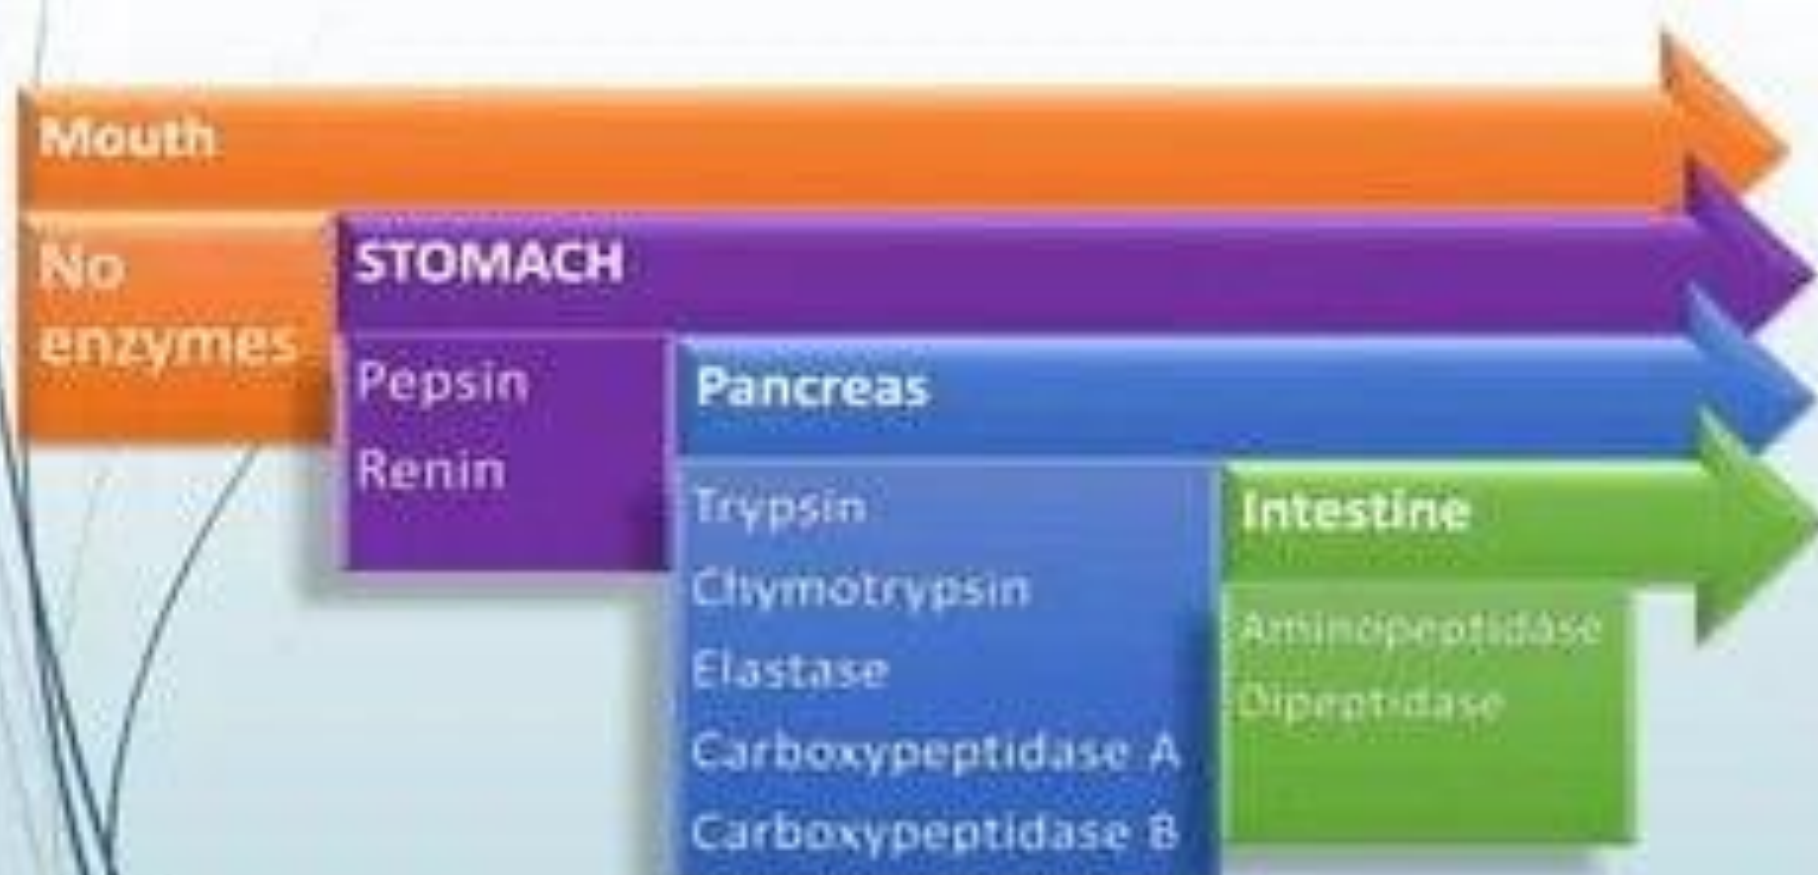 Mouth
No
enzymes
STOMACH
Pepsin
Renin
Pancreas
Trypsin
Chymotrypsin
Elastase
Carboxypeptidase A
Carboxypeptidase B
Intestine
Aminopeptidase
Dipeptidase